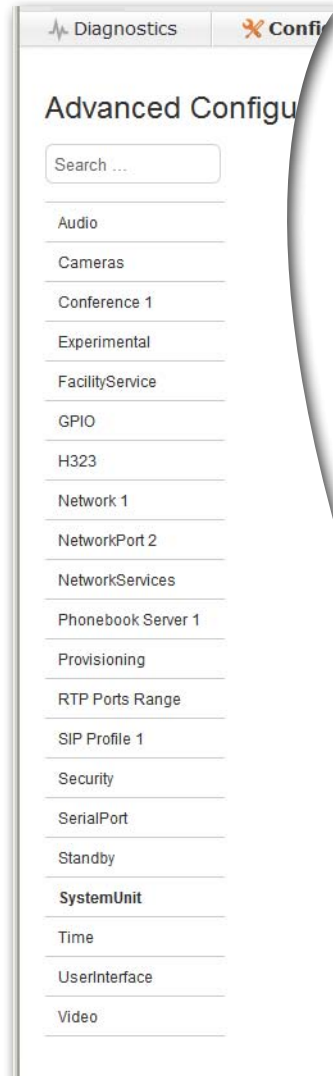 Diagnostics
Advanced
Search ...
Audio
Cameras
Conference 1
Experimental
FacilityService
GPIO
H323
Network 1
NetworkPort 2
NetworkServices
Phonebook Server 1
Provisioning
RTP Ports Range
SIP Profile 1
Security
SerialPort
Standby
SystemUnit
Time
UserInterface
Video